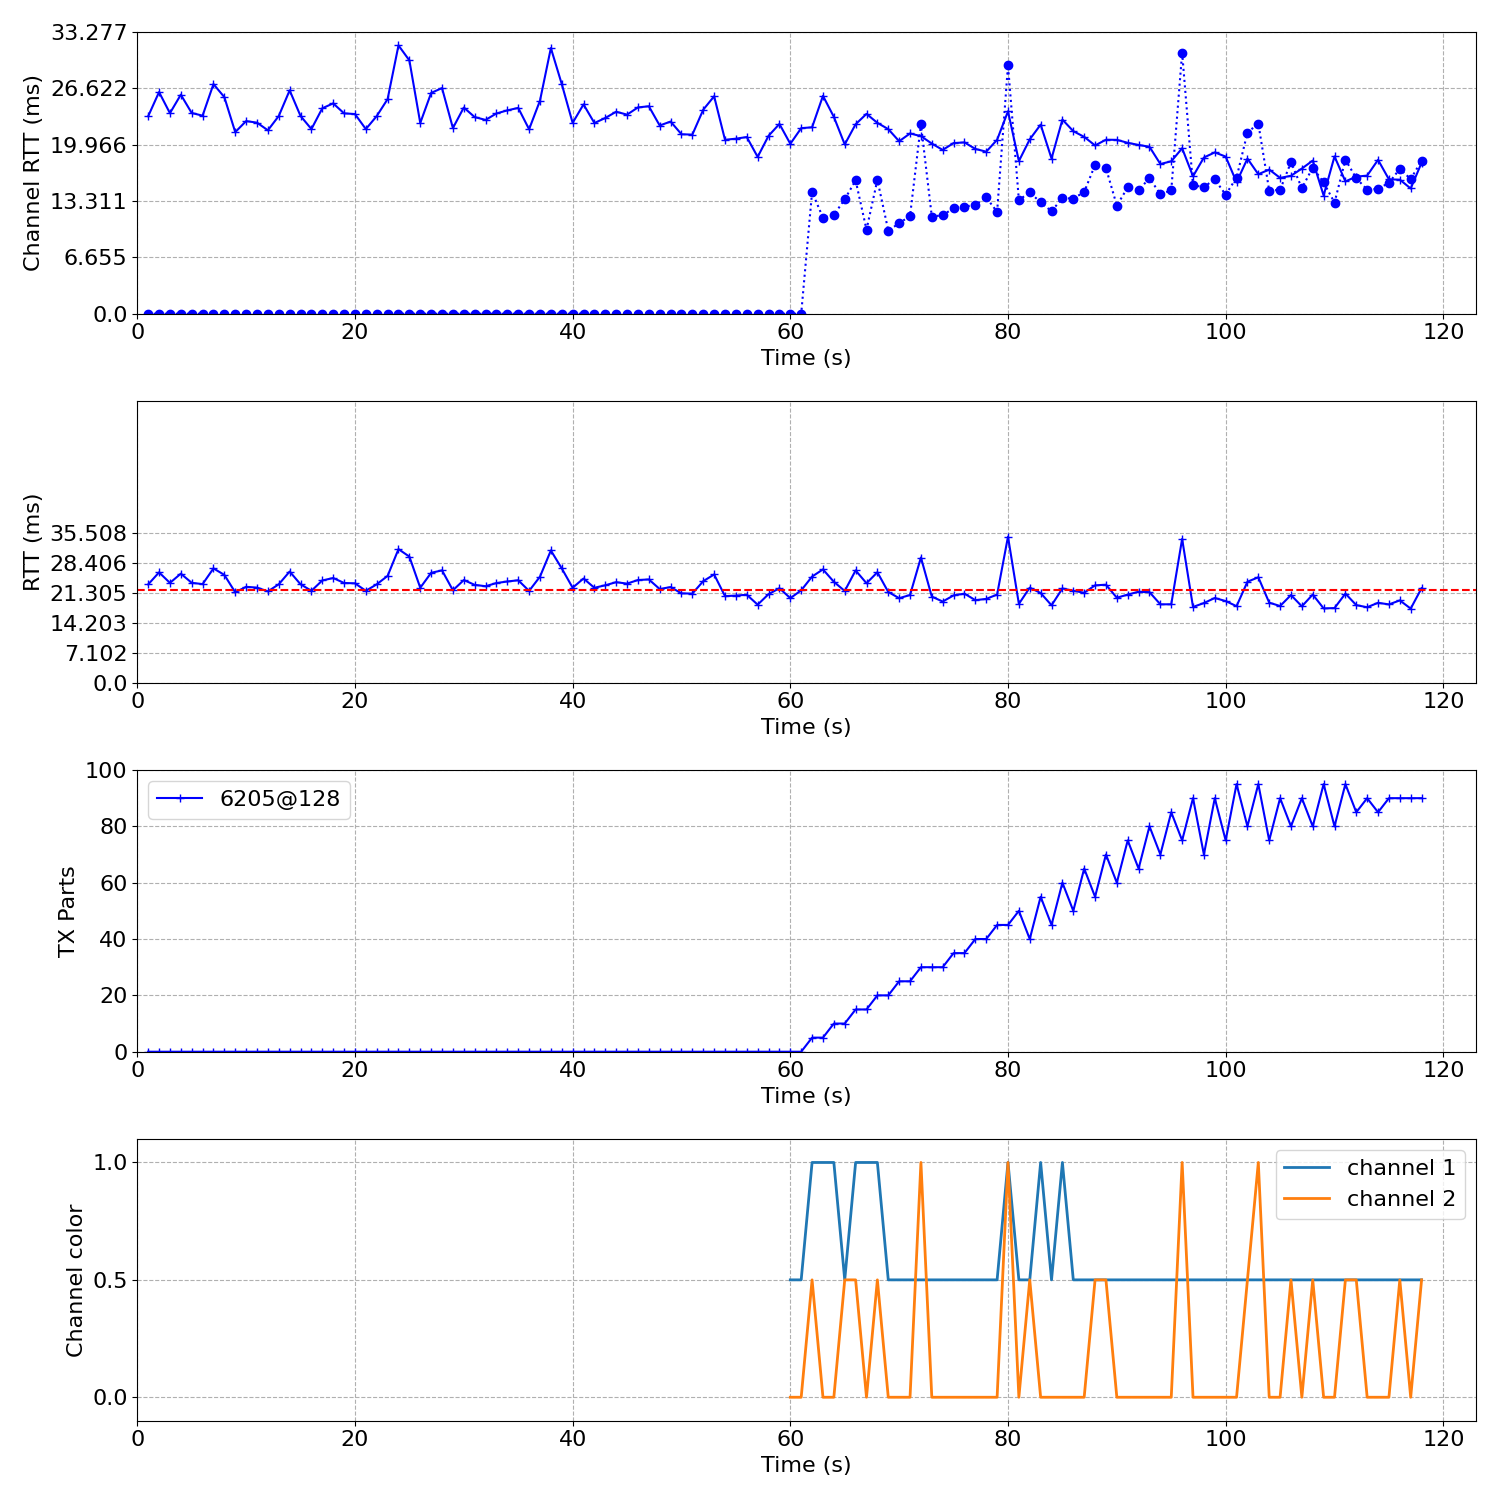 33.277
26.622
19.966
13.311
6.655
0.0
Channel RTT (ms)
0 20 40 60 80 100 120
Time (s)
35.508
28.406
21.305
14.203
7.102
0.0
RTT (ms)
0 20 40 60 80 100 120
Time (s)
100
80
60
40
20
0
TX Parts
6205@128
0 20 40 60 80 100 120
Time (s)
1.0
0.5
0.0
Channel color
channel 1
channel 2
0 20 40 60 80 100 120
Time (s)